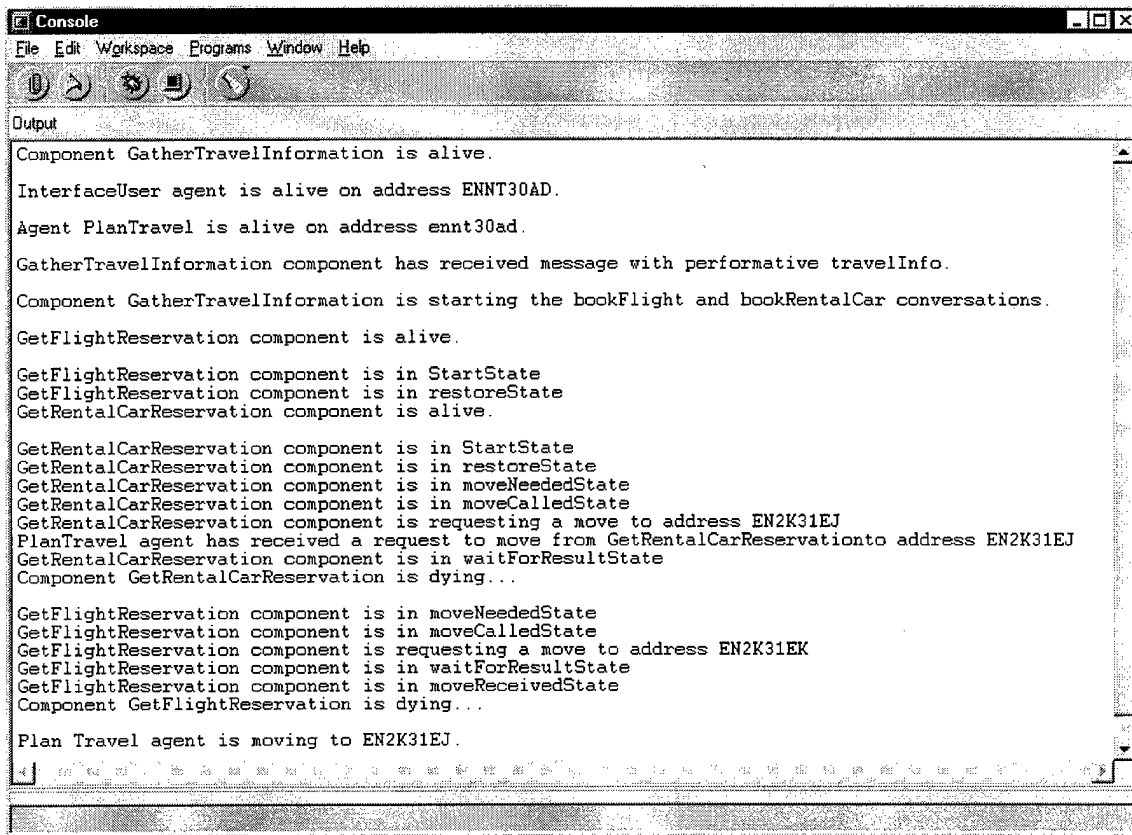 Console
File Edit Workspace Programs Window Help
Output
Component GatherTravelInformation is alive.
InterfaceUser agent is alive on address ENNT30AD.
Agent PlanTravel is alive on address ennt30ad.
GatherTravelInformation component has received message with performative travelInfo.
Component GatherTravelInformation is starting the bookFlight and bookRentalCar conversations.
GetFlightReservation component is alive.
GetFlightReservation component is in StartState
GetFlightReservation component is in restoreState
GetRentalCarReservation component is alive.
GetRentalCarReservation component is in StartState
GetRentalCarReservation component is in restoreState
GetRentalCarReservation component is in moveNeededState
GetRentalCarReservation component is in moveCalledState
GetRentalCarReservation component is requesting a move to address EN2K31EJ
PlanTravel agent has received a request to move from GetRentalCarReservationto address EN2K31EJ
GetRentalCarReservation component is in waitForResultState
Component GetRentalCarReservation is dying...
GetFlightReservation component is in moveNeededState
GetFlightReservation component is in moveCalledState
GetFlightReservation component is requesting a move to address EN2K31EK
GetFlightReservation component is in waitForResultState
GetFlightReservation component is in moveReceivedState
Component GetFlightReservation is dying...
Plan Travel agent is moving to EN2K31EJ.